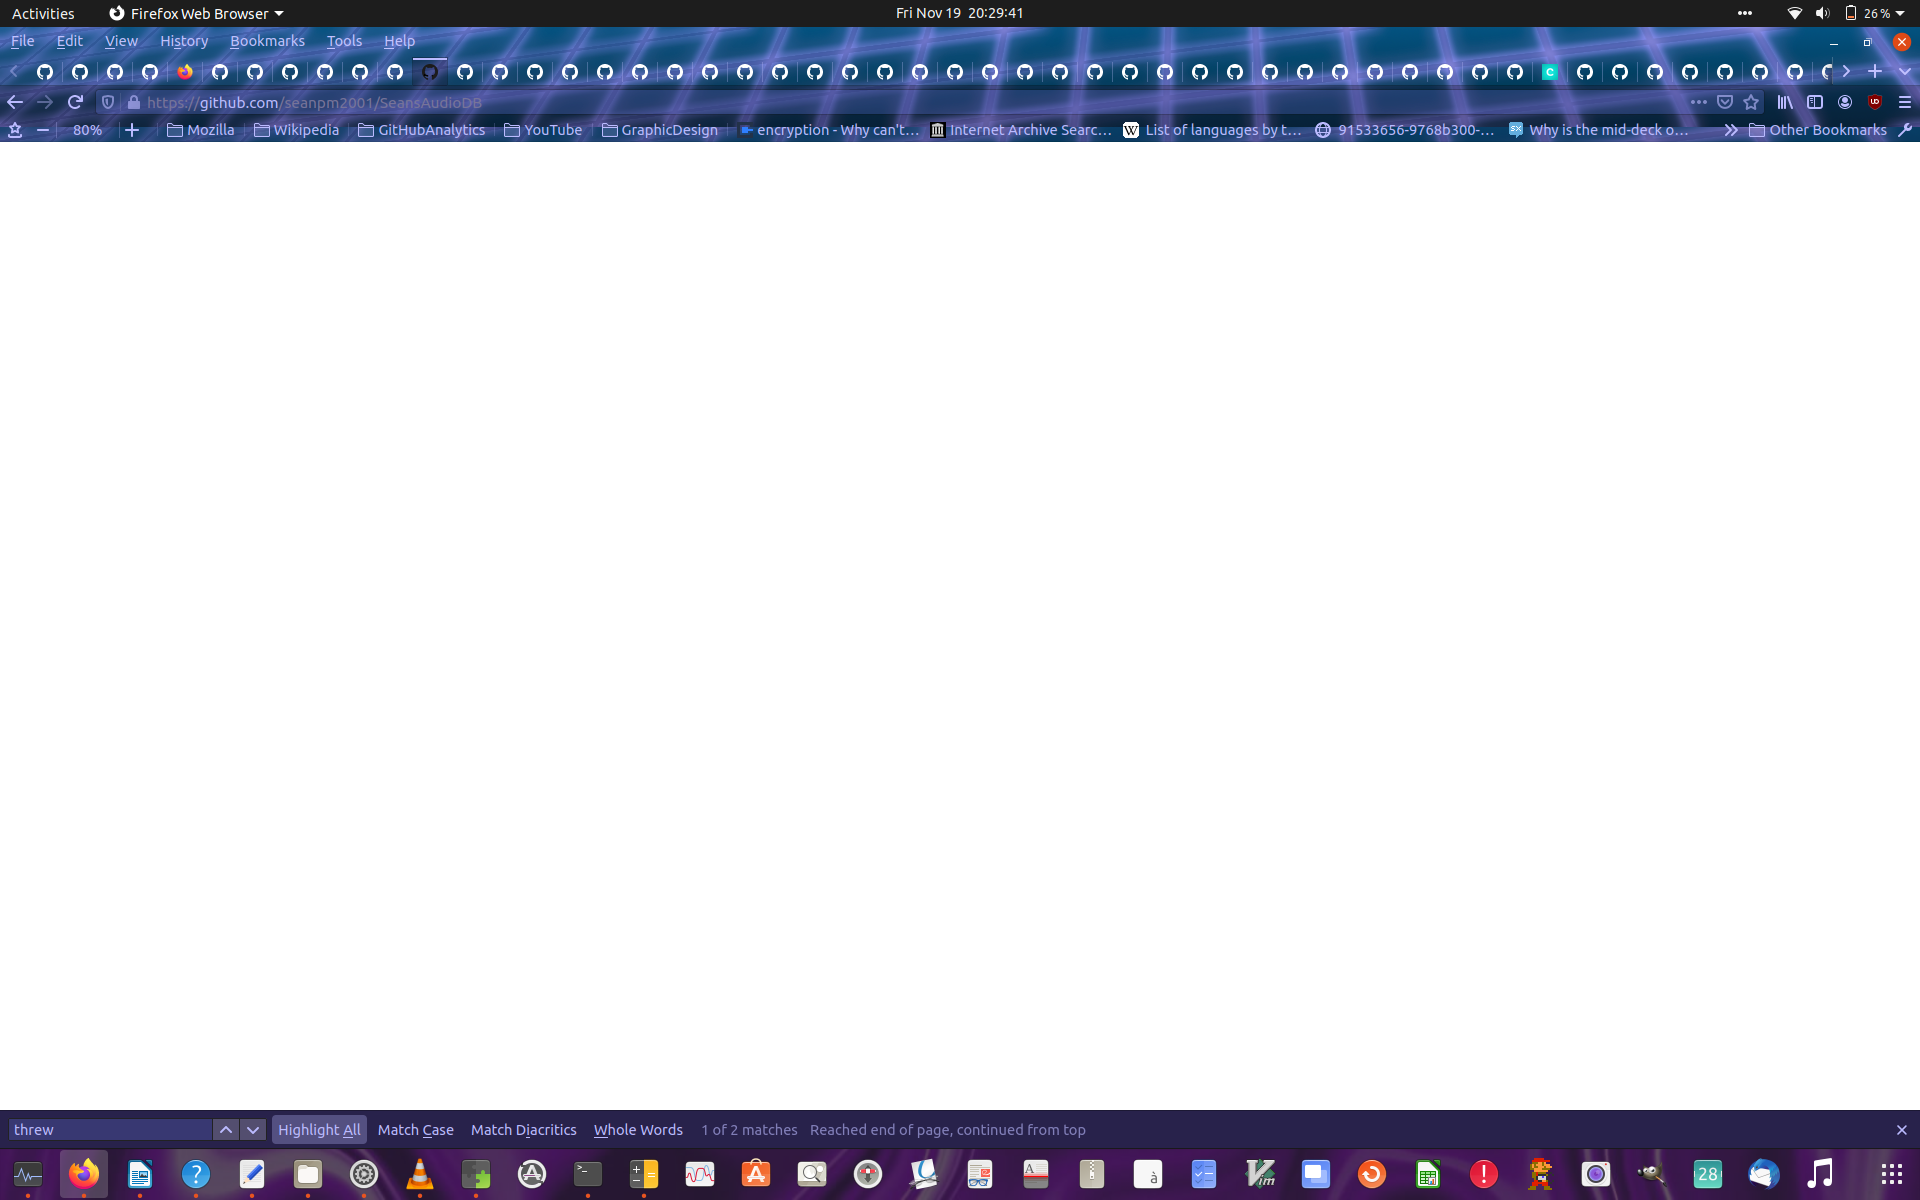 Activities Firefox Web Browser Fri Nov 19 20:29:41 26 %
File Edit View History Bookmarks Tools Help
C
https://github.com/seanpm2001/SeansAudioDB
80% Mozilla Wikipedia GitHubAnalytics YouTube GraphicDesign encryption - Why can't… Internet Archive Searc… W List of languages by t… 91533656-9768b300-… Why is the mid-deck o… Other Bookmarks
threw Highlight All Match Case Match Diacritics Whole Words 1 of 2 matches Reached end of page, continued from top
? >_ A à Vim 28